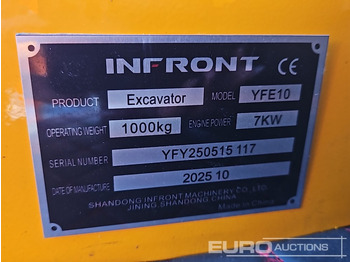 INFRONT CE
PRODUCT Excavator MODEL YFE10
OPERATING WEIGHT 1000kg ENGINE POWER 7KW
SERIAL NUMBER YFY250515 117
DATE OF MANUFACTURE 2025 10
SHANDONG INFRONT MACHINERY CO., LTD.
JINING SHANDONG CHINA
Made in China
EURO AUCTIONS